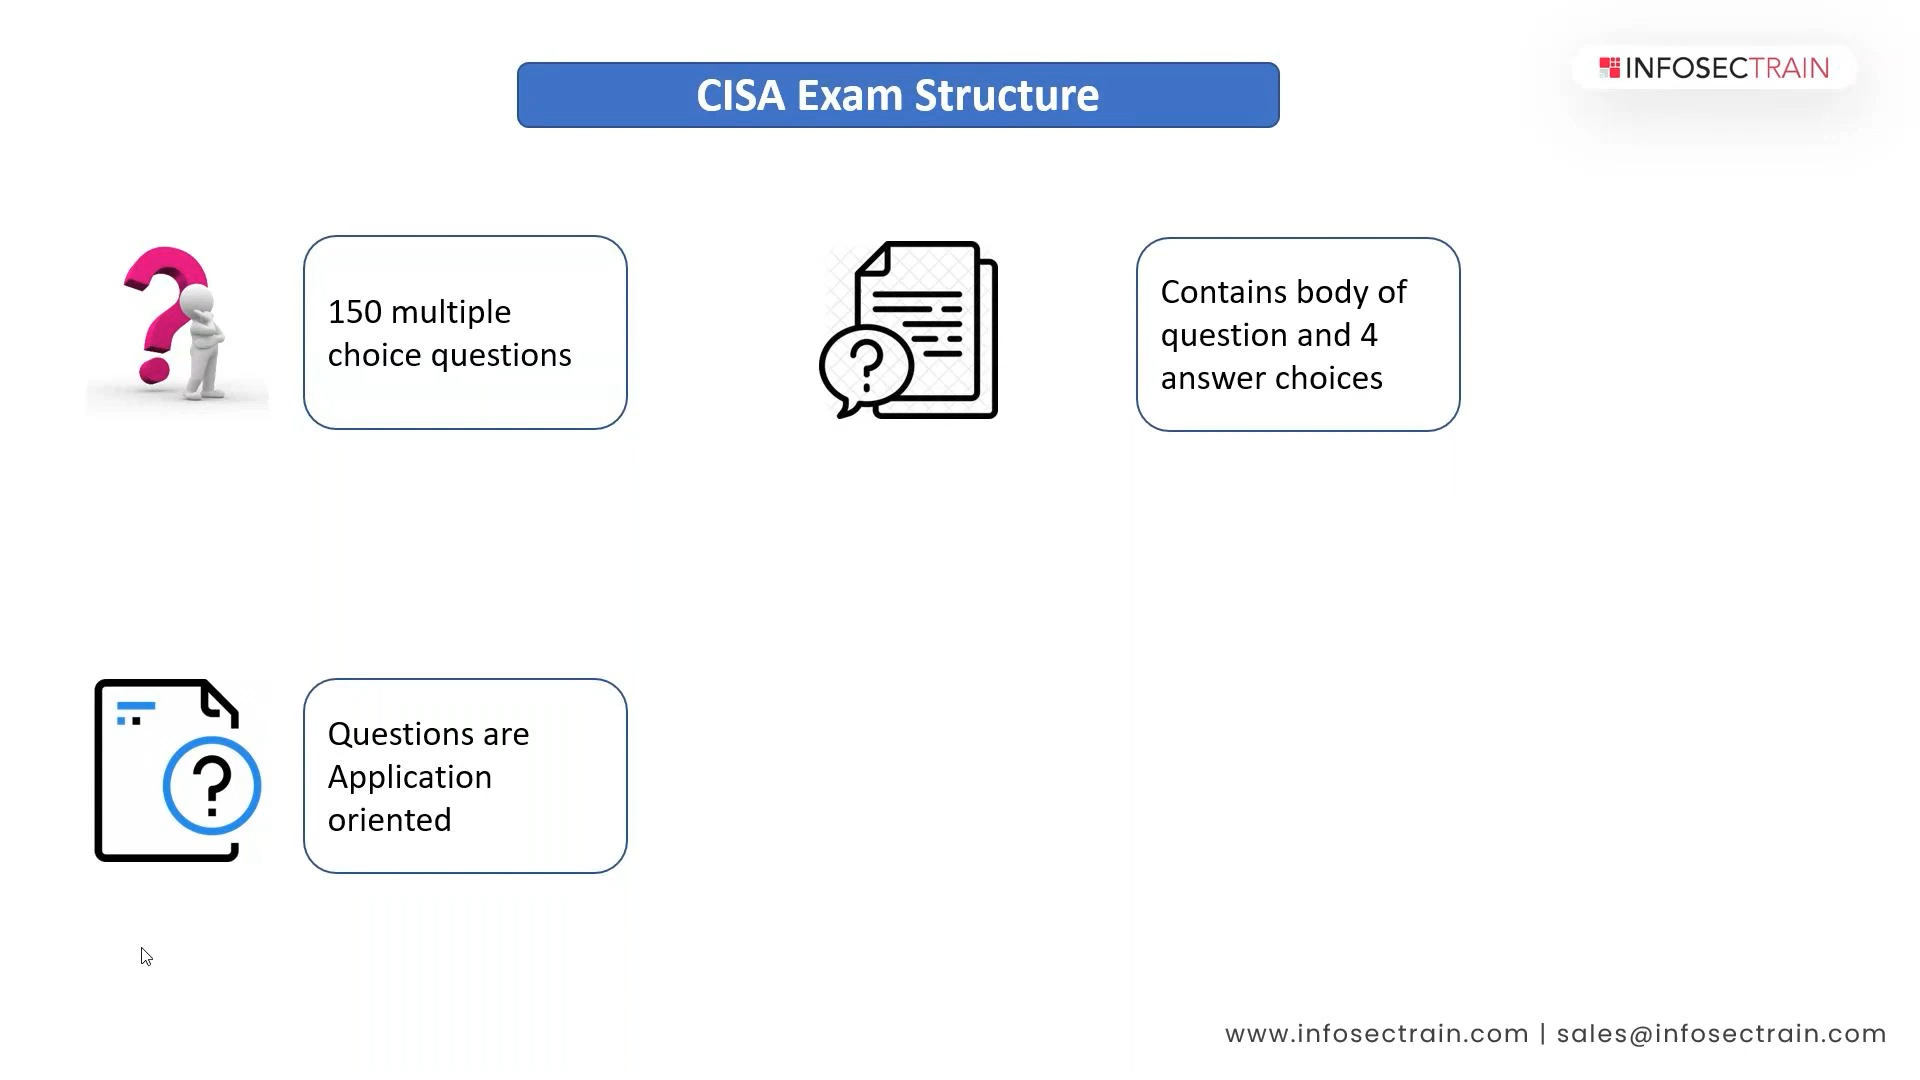 CISA Exam Structure
INFOSECTRAIN
150 multiple
choice questions
Contains body of
question and 4
answer choices
Questions are
Application
oriented
www.infosectrain.com | sales@infosectrain.com